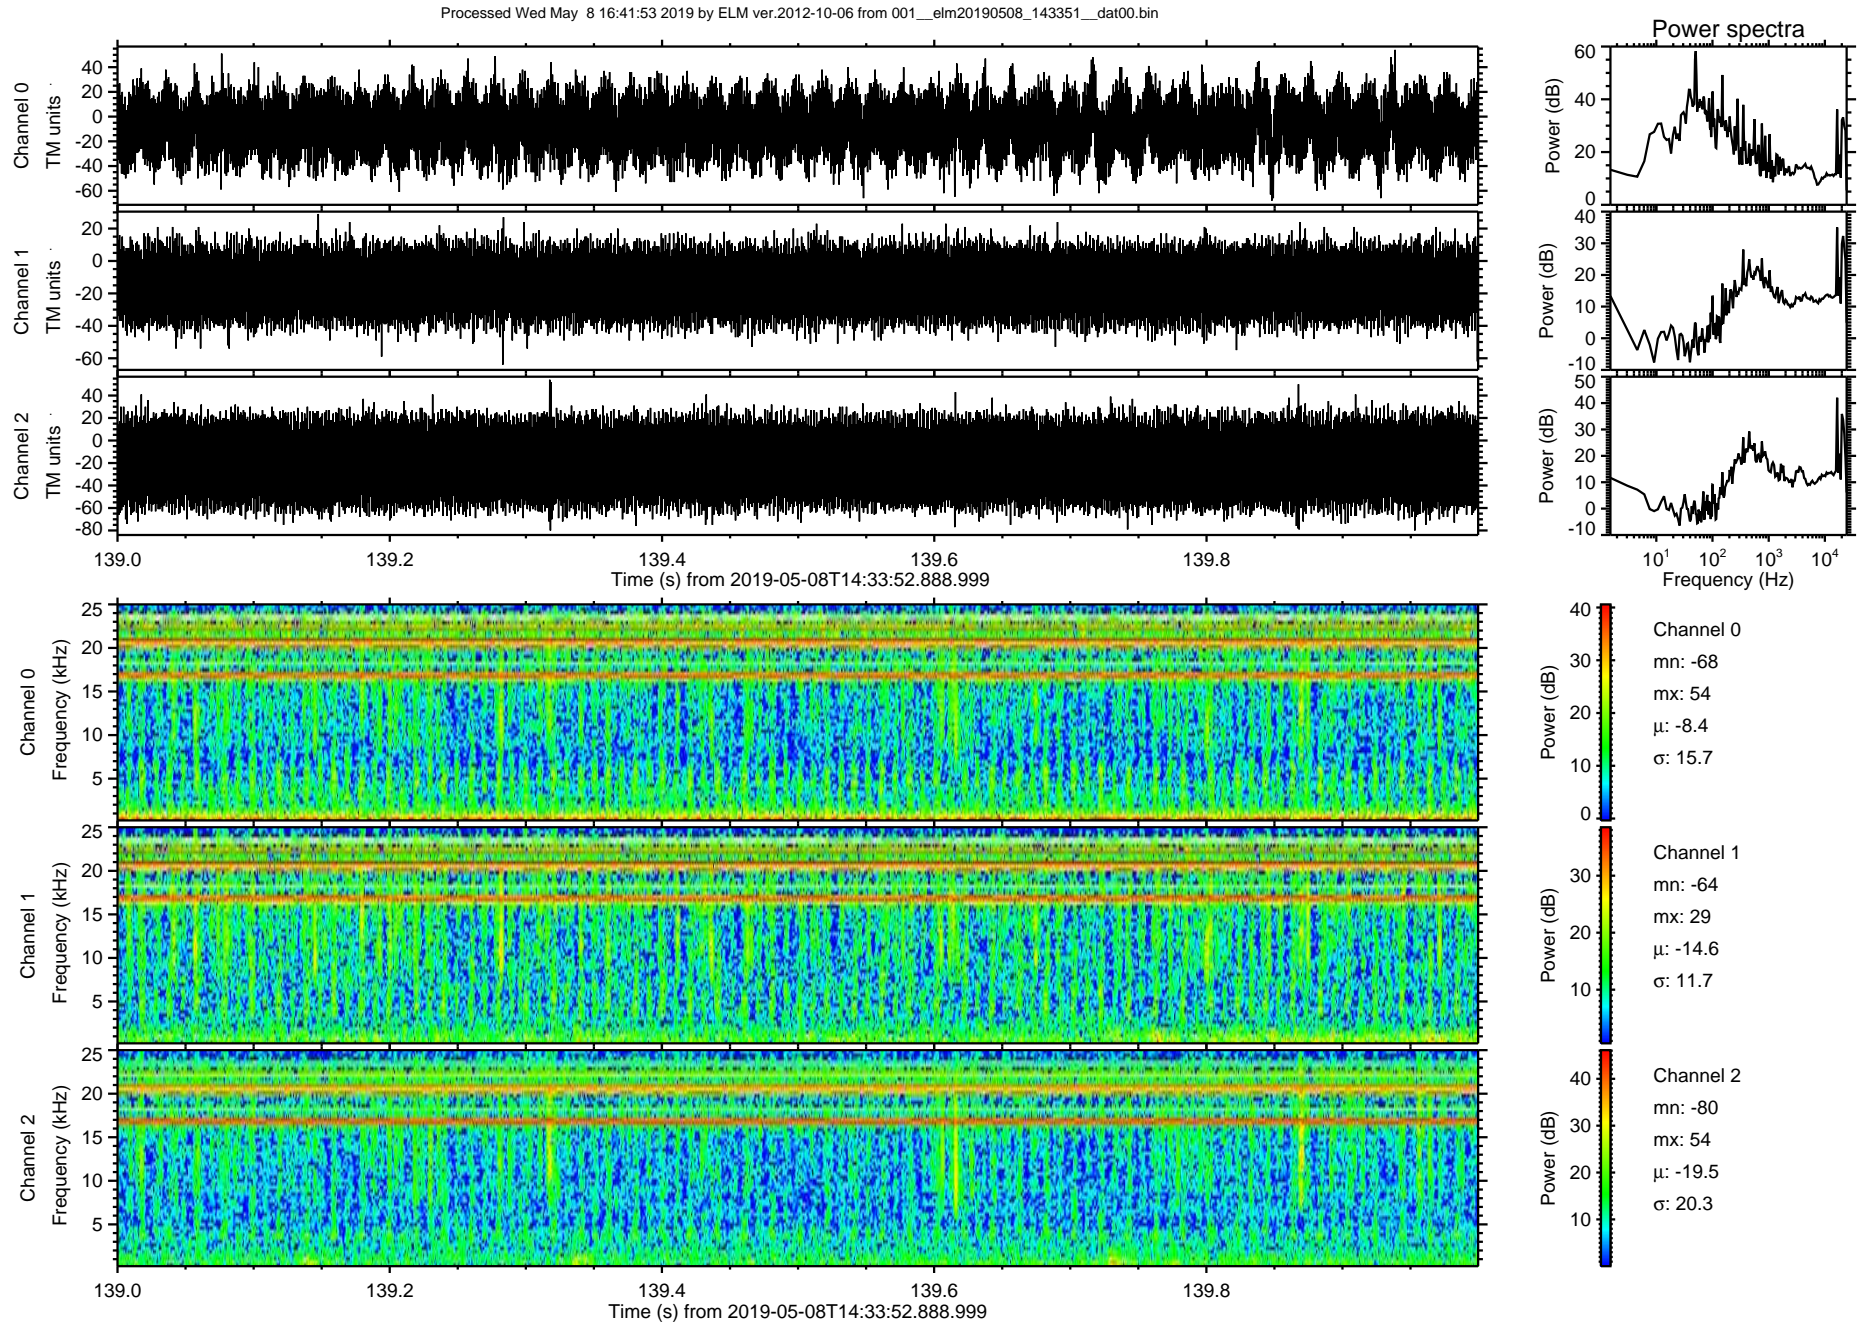 Processed Wed May  8 16:41:53 2019 by ELM ver.2012-10-06 from 001__elm20190508_143351__dat00.bin
Power spectra
Channel 0
TM units
40
20
0
-20
-40
-60
Power (dB)
60
40
20
0
Channel 1
TM units
20
0
-20
-40
-60
Power (dB)
40
30
20
10
0
-10
Channel 2
TM units
40
20
0
-20
-40
-60
-80
Power (dB)
50
40
30
20
10
0
-10
139.0 139.2 139.4 139.6 139.8
Time (s) from 2019-05-08T14:33:52.888.999
10¹ 10² 10³ 10⁴
Frequency (Hz)
Channel 0
Frequency (kHz)
25
20
15
10
5
Power (dB)
40
30
20
10
0
Channel 0
mn: -68
mx: 54
μ: -8.4
σ: 15.7
Channel 1
Frequency (kHz)
25
20
15
10
5
Power (dB)
30
20
10
Channel 1
mn: -64
mx: 29
μ: -14.6
σ: 11.7
Channel 2
Frequency (kHz)
25
20
15
10
5
Power (dB)
40
30
20
10
Channel 2
mn: -80
mx: 54
μ: -19.5
σ: 20.3
139.0 139.2 139.4 139.6 139.8
Time (s) from 2019-05-08T14:33:52.888.999